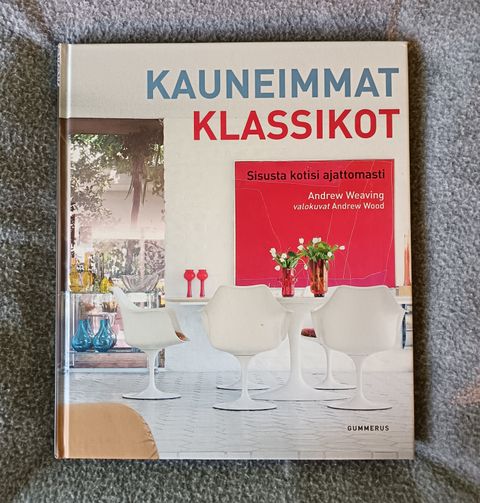 KAUNEIMMAT
KLASSIKOT
Sisusta kotisi ajattomasti
Andrew Weaving
valokuvat Andrew Wood
GUMMERUS